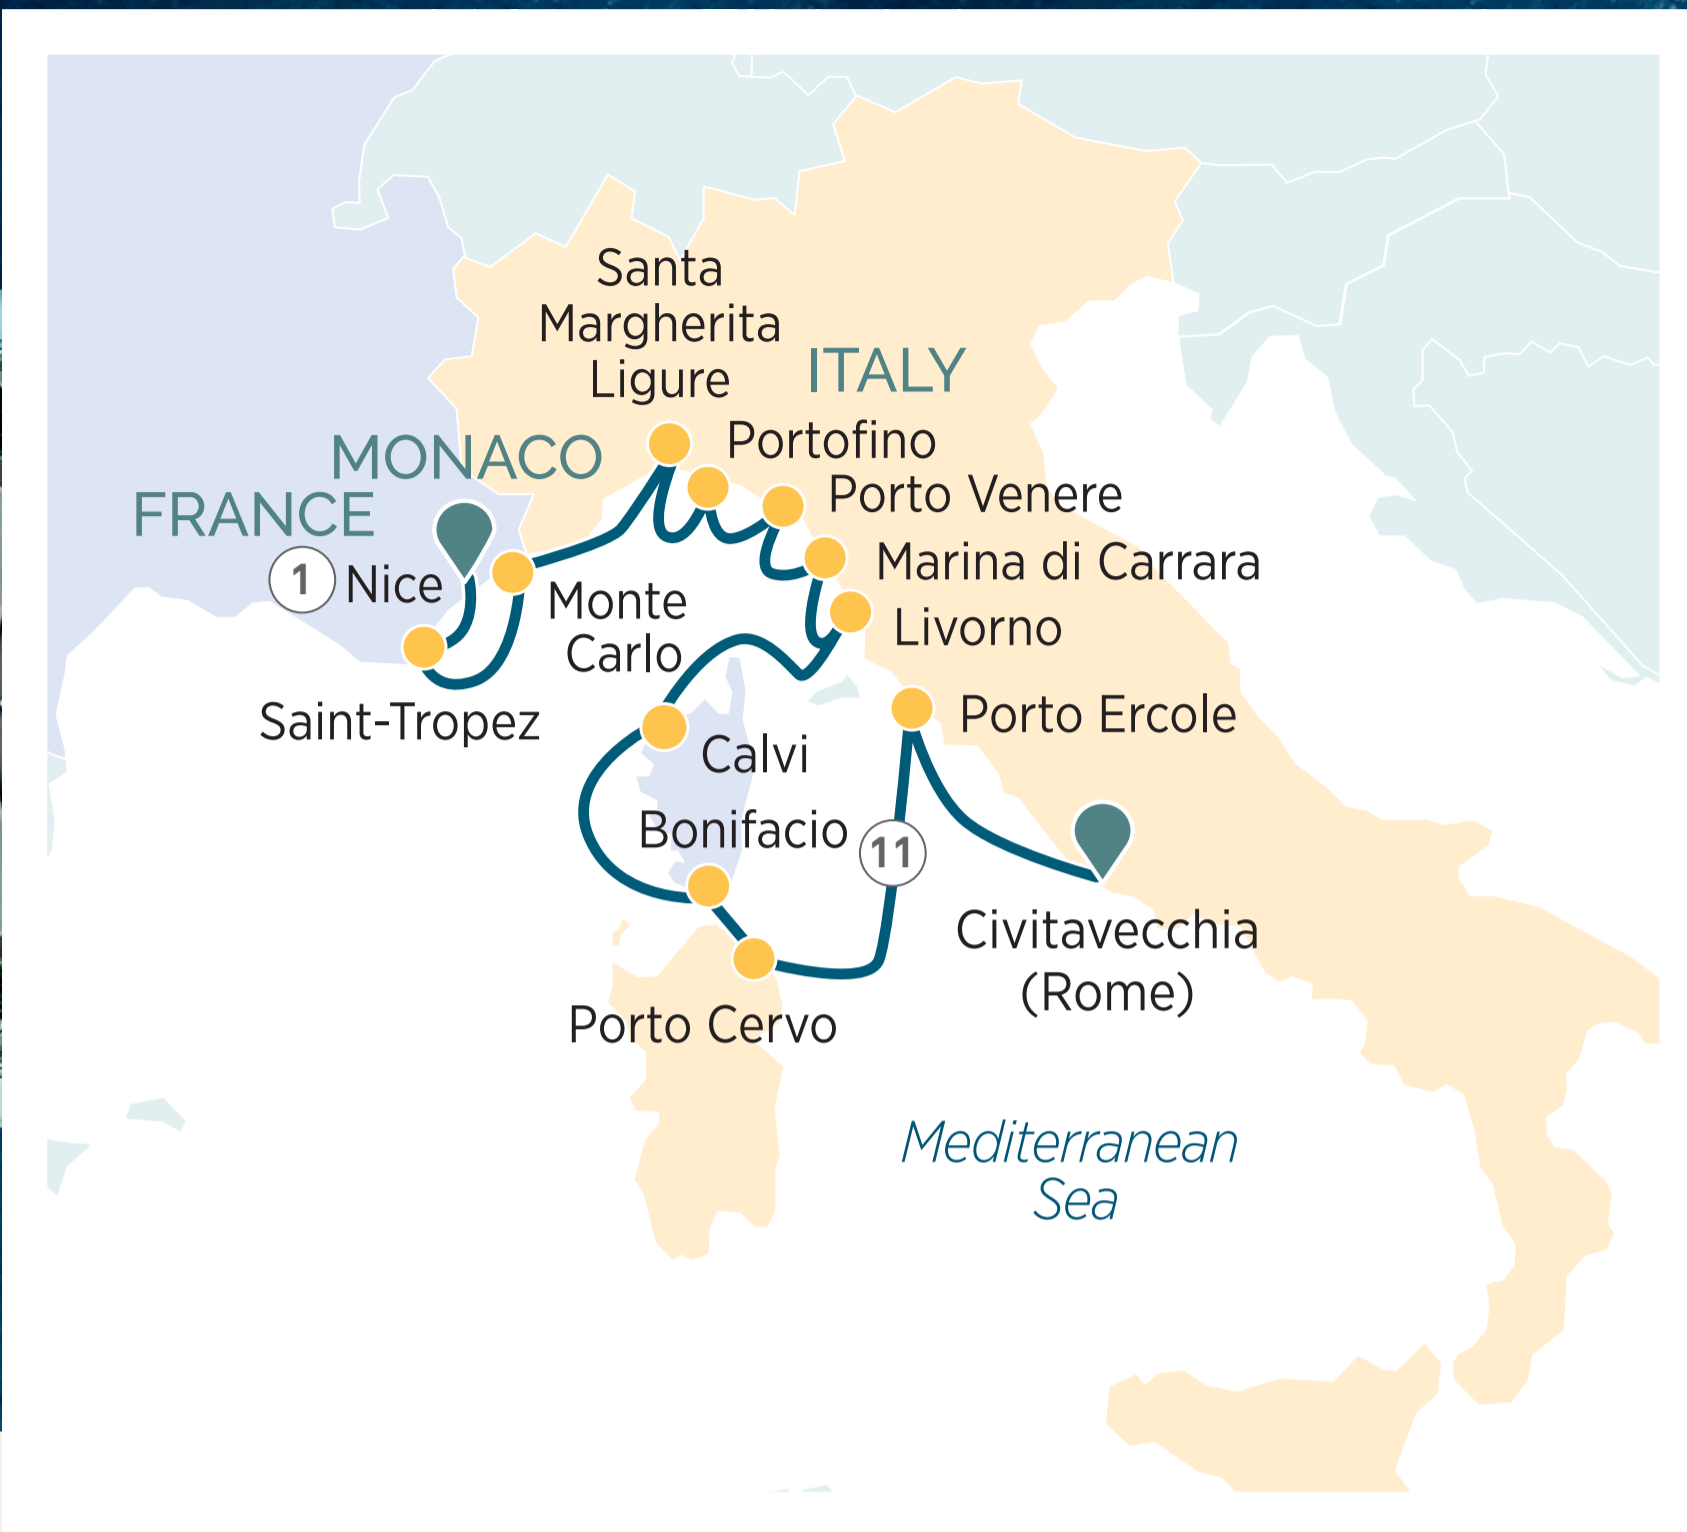 Santa
Margherita
Ligure
ITALY
Portofino
MONACO
Porto Venere
FRANCE
Marina di Carrara
1 Nice
Monte
Carlo
Livorno
Saint-Tropez
Porto Ercole
Calvi
Bonifacio
11
Civitavecchia
(Rome)
Porto Cervo
Mediterranean
Sea